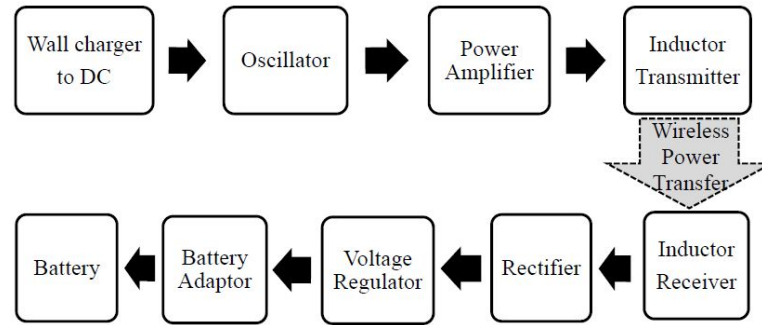 Wall charger
to DC
Oscillator
Power
Amplifier
Inductor
Transmitter
Wireless
Power
Transfer
Battery
Battery
Adaptor
Voltage
Regulator
Rectifier
Inductor
Receiver